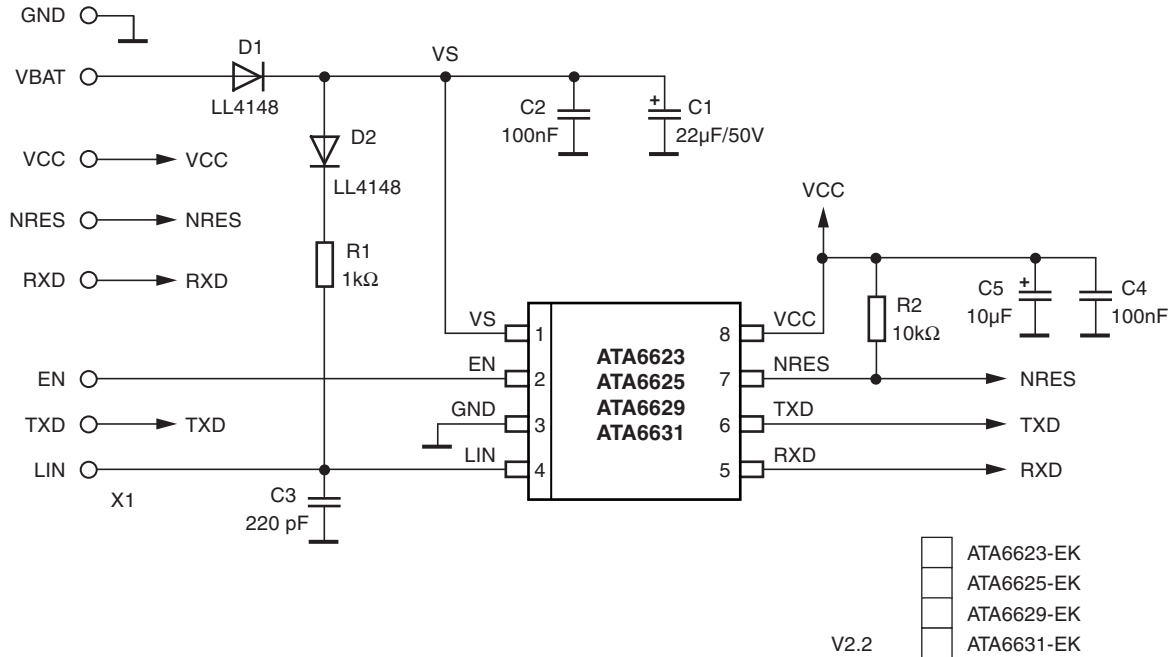 GND
D1
VS
VBAT
LL4148
C2
100nF
+
C1
22µF/50V
D2
LL4148
VCC
VCC
VCC
NRES
NRES
RXD
RXD
R1
1kΩ
+
C5
10µF
C4
100nF
R2
10kΩ
VS
1
8
VCC
ATA6623
ATA6625
ATA6629
ATA6631
EN
EN
2
7
NRES
NRES
TXD
TXD
GND
3
6
TXD
TXD
LIN
LIN
4
5
RXD
RXD
X1
C3
220 pF
ATA6623-EK
ATA6625-EK
ATA6629-EK
V2.2
ATA6631-EK